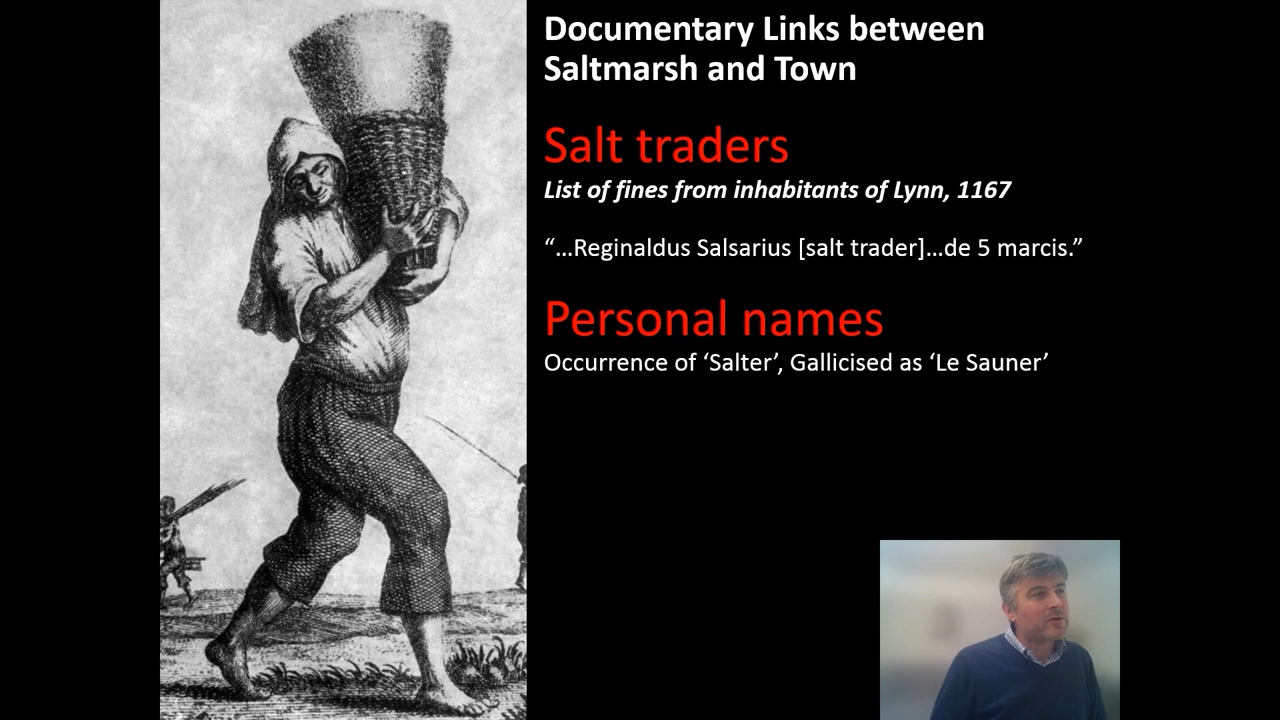 Documentary Links between
Saltmarsh and Town
Salt traders
List of fines from inhabitants of Lynn, 1167
“…Reginaldus Salsarius [salt trader]…de 5 marcis.”
Personal names
Occurrence of ‘Salter’, Gallicised as ‘Le Sauner’